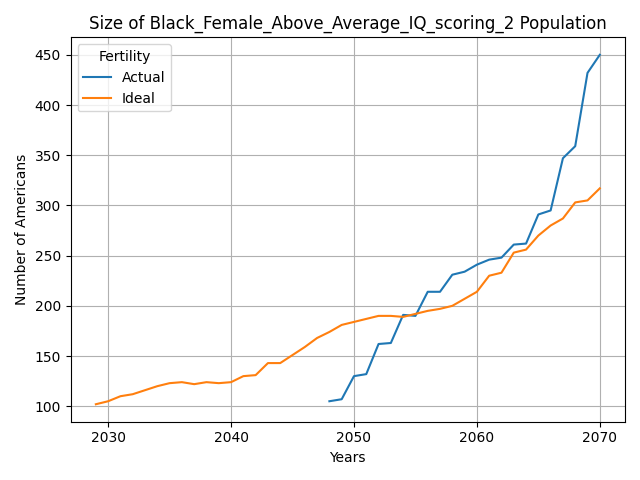 Size of Black_Female_Above_Average_IQ_scoring_2 Population
Fertility
Actual
Ideal
Number of Americans
450
400
350
300
250
200
150
100
2030 2040 2050 2060 2070
Years